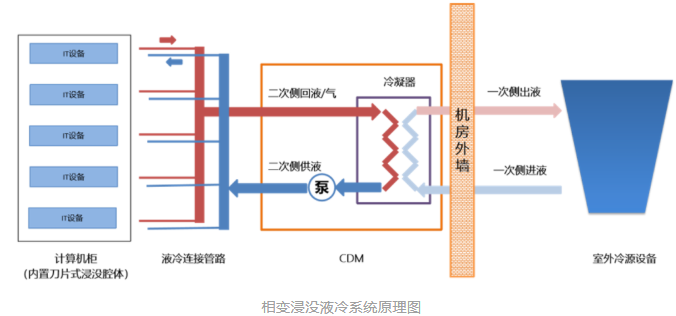 IT设备
IT设备
IT设备
IT设备
IT设备
计算机柜
（内置刀片式浸没腔体）
液冷连接管路
二次侧回液/气
二次侧供液
泵
冷凝器
CDM
机房外墙
一次侧出液
一次侧进液
室外冷源设备
相变浸没液冷系统原理图